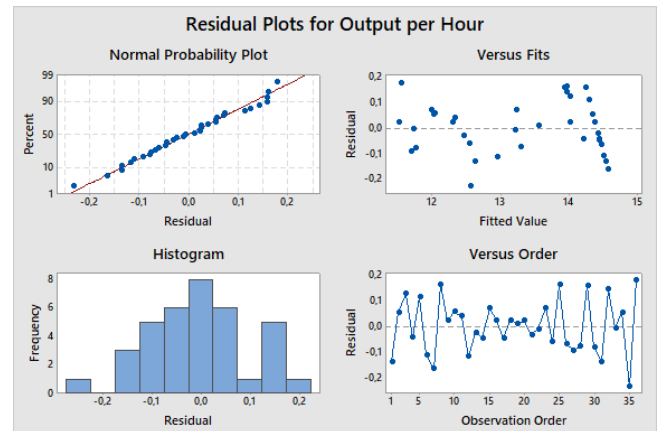 Residual Plots for Output per Hour
Normal Probability Plot
99
90
50
10
1
Percent
-0,2 -0,1 0,0 0,1 0,2
Residual
Versus Fits
0,2
0,1
0,0
-0,1
-0,2
Residual
12 13 14 15
Fitted Value
Histogram
8
6
4
2
0
Frequency
-0,2 -0,1 0,0 0,1 0,2
Residual
Versus Order
0,2
0,1
0,0
-0,1
-0,2
Residual
1 5 10 15 20 25 30 35
Observation Order